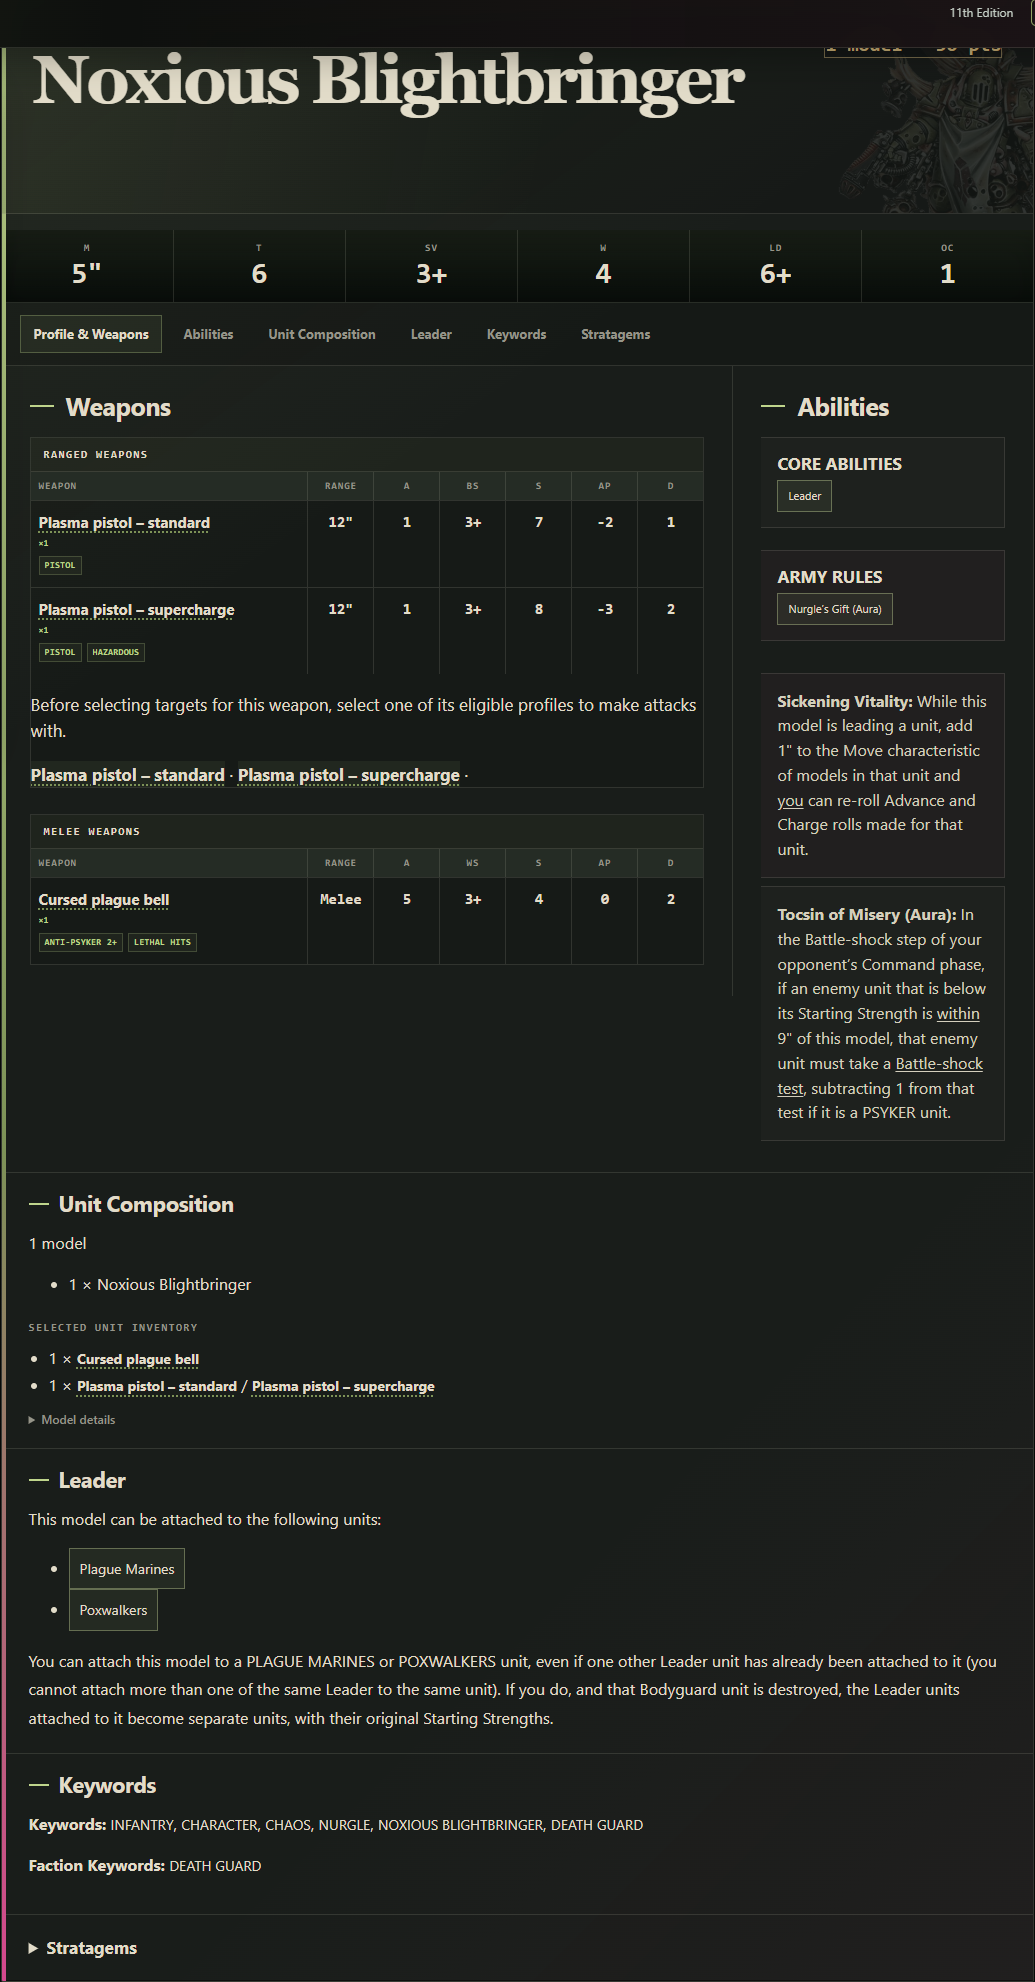 11th Edition
Noxious Blightbringer
M
5"
T
6
SV
3+
W
4
LD
6+
OC
1
Profile & Weapons
Abilities
Unit Composition
Leader
Keywords
Stratagems
Weapons
RANGED WEAPONS
WEAPON RANGE A BS S AP D
Plasma pistol – standard 12" 1 3+ 7 -2 1
×1
PISTOL
Plasma pistol – supercharge 12" 1 3+ 8 -3 2
×1
PISTOL HAZARDOUS
Before selecting targets for this weapon, select one of its eligible profiles to make attacks
with.
Plasma pistol – standard · Plasma pistol – supercharge ·
MELEE WEAPONS
WEAPON RANGE A WS S AP D
Cursed plague bell Melee 5 3+ 4 0 2
×1
ANTI-PSYKER 2+ LETHAL HITS
Abilities
CORE ABILITIES
Leader
ARMY RULES
Nurgle's Gift (Aura)
Sickening Vitality: While this
model is leading a unit, add
1" to the Move characteristic
of models in that unit and
you can re-roll Advance and
Charge rolls made for that
unit.
Tocsin of Misery (Aura): In
the Battle-shock step of your
opponent’s Command phase,
if an enemy unit that is below
its Starting Strength is within
9" of this model, that enemy
unit must take a Battle-shock
test, subtracting 1 from that
test if it is a PSYKER unit.
Unit Composition
1 model
• 1 × Noxious Blightbringer
SELECTED UNIT INVENTORY
• 1 × Cursed plague bell
• 1 × Plasma pistol – standard / Plasma pistol – supercharge
▶ Model details
Leader
This model can be attached to the following units:
• Plague Marines
• Poxwalkers
You can attach this model to a PLAGUE MARINES or POXWALKERS unit, even if one other Leader unit has already been attached to it (you
cannot attach more than one of the same Leader to the same unit). If you do, and that Bodyguard unit is destroyed, the Leader units
attached to it become separate units, with their original Starting Strengths.
Keywords
Keywords: INFANTRY, CHARACTER, CHAOS, NURGLE, NOXIOUS BLIGHTBRINGER, DEATH GUARD
Faction Keywords: DEATH GUARD
▶ Stratagems